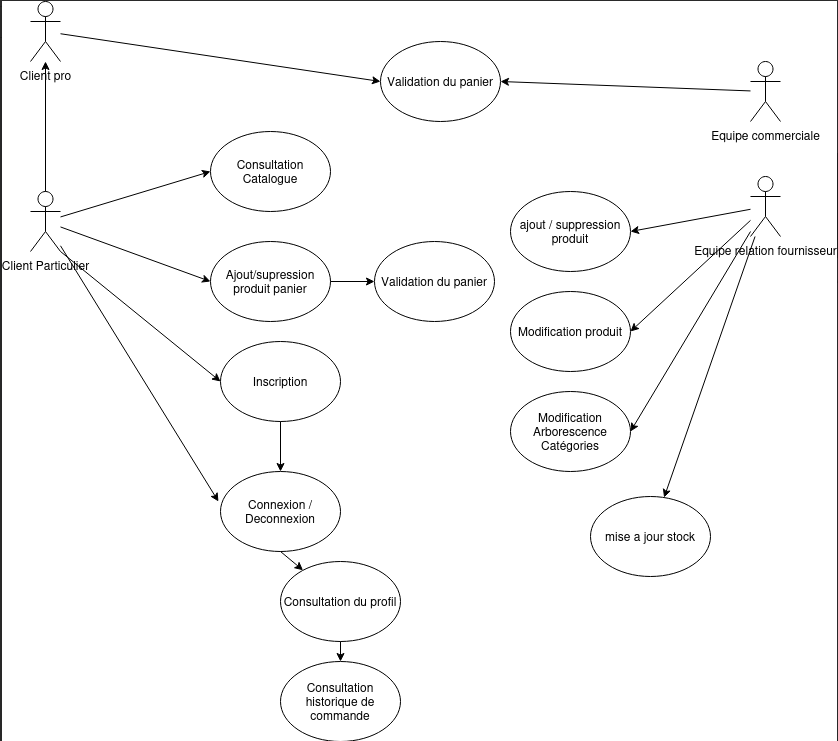 Client pro
Validation du panier
Equipe commerciale
Consultation
Catalogue
ajout / suppression
produit
Equipe relation fournisseur
Client Particulier
Ajout/supression
produit panier
Validation du panier
Modification produit
Inscription
Modification
Arborescence
Catégories
Connexion /
Deconnexion
mise a jour stock
Consultation du profil
Consultation
historique de
commande